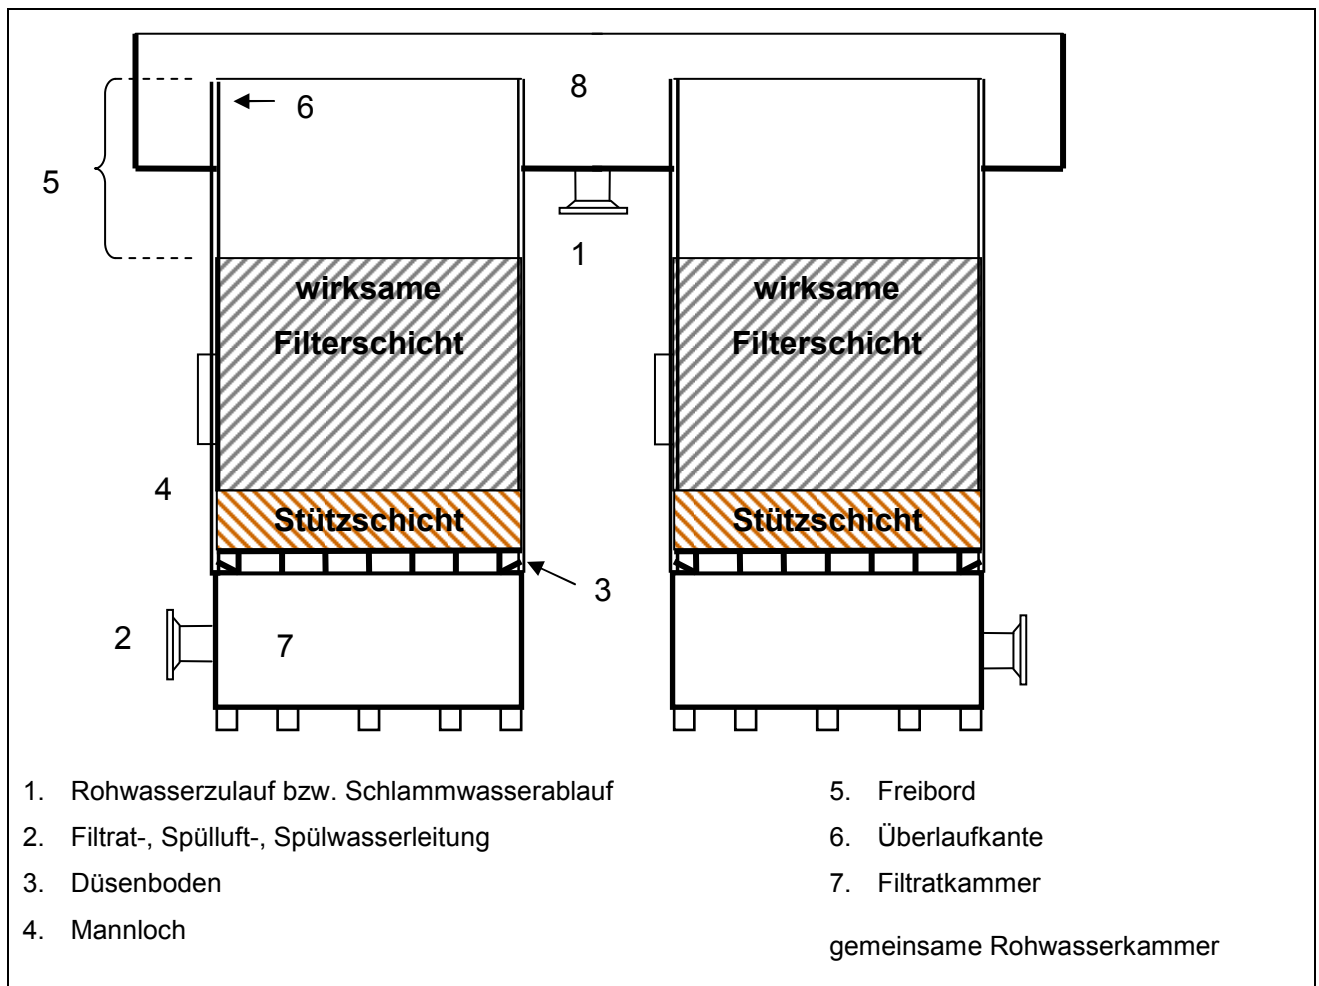 8
6
5
1
wirksame
Filterschicht
wirksame
Filterschicht
4
Stützschicht
Stützschicht
3
2
7
1. Rohwasserzulauf bzw. Schlammwasserablauf
2. Filtrat-, Spülluft-, Spülwasserleitung
3. Düsenboden
4. Mannloch
5. Freibord
6. Überlaufkante
7. Filtratkammer
gemeinsame Rohwasserkammer